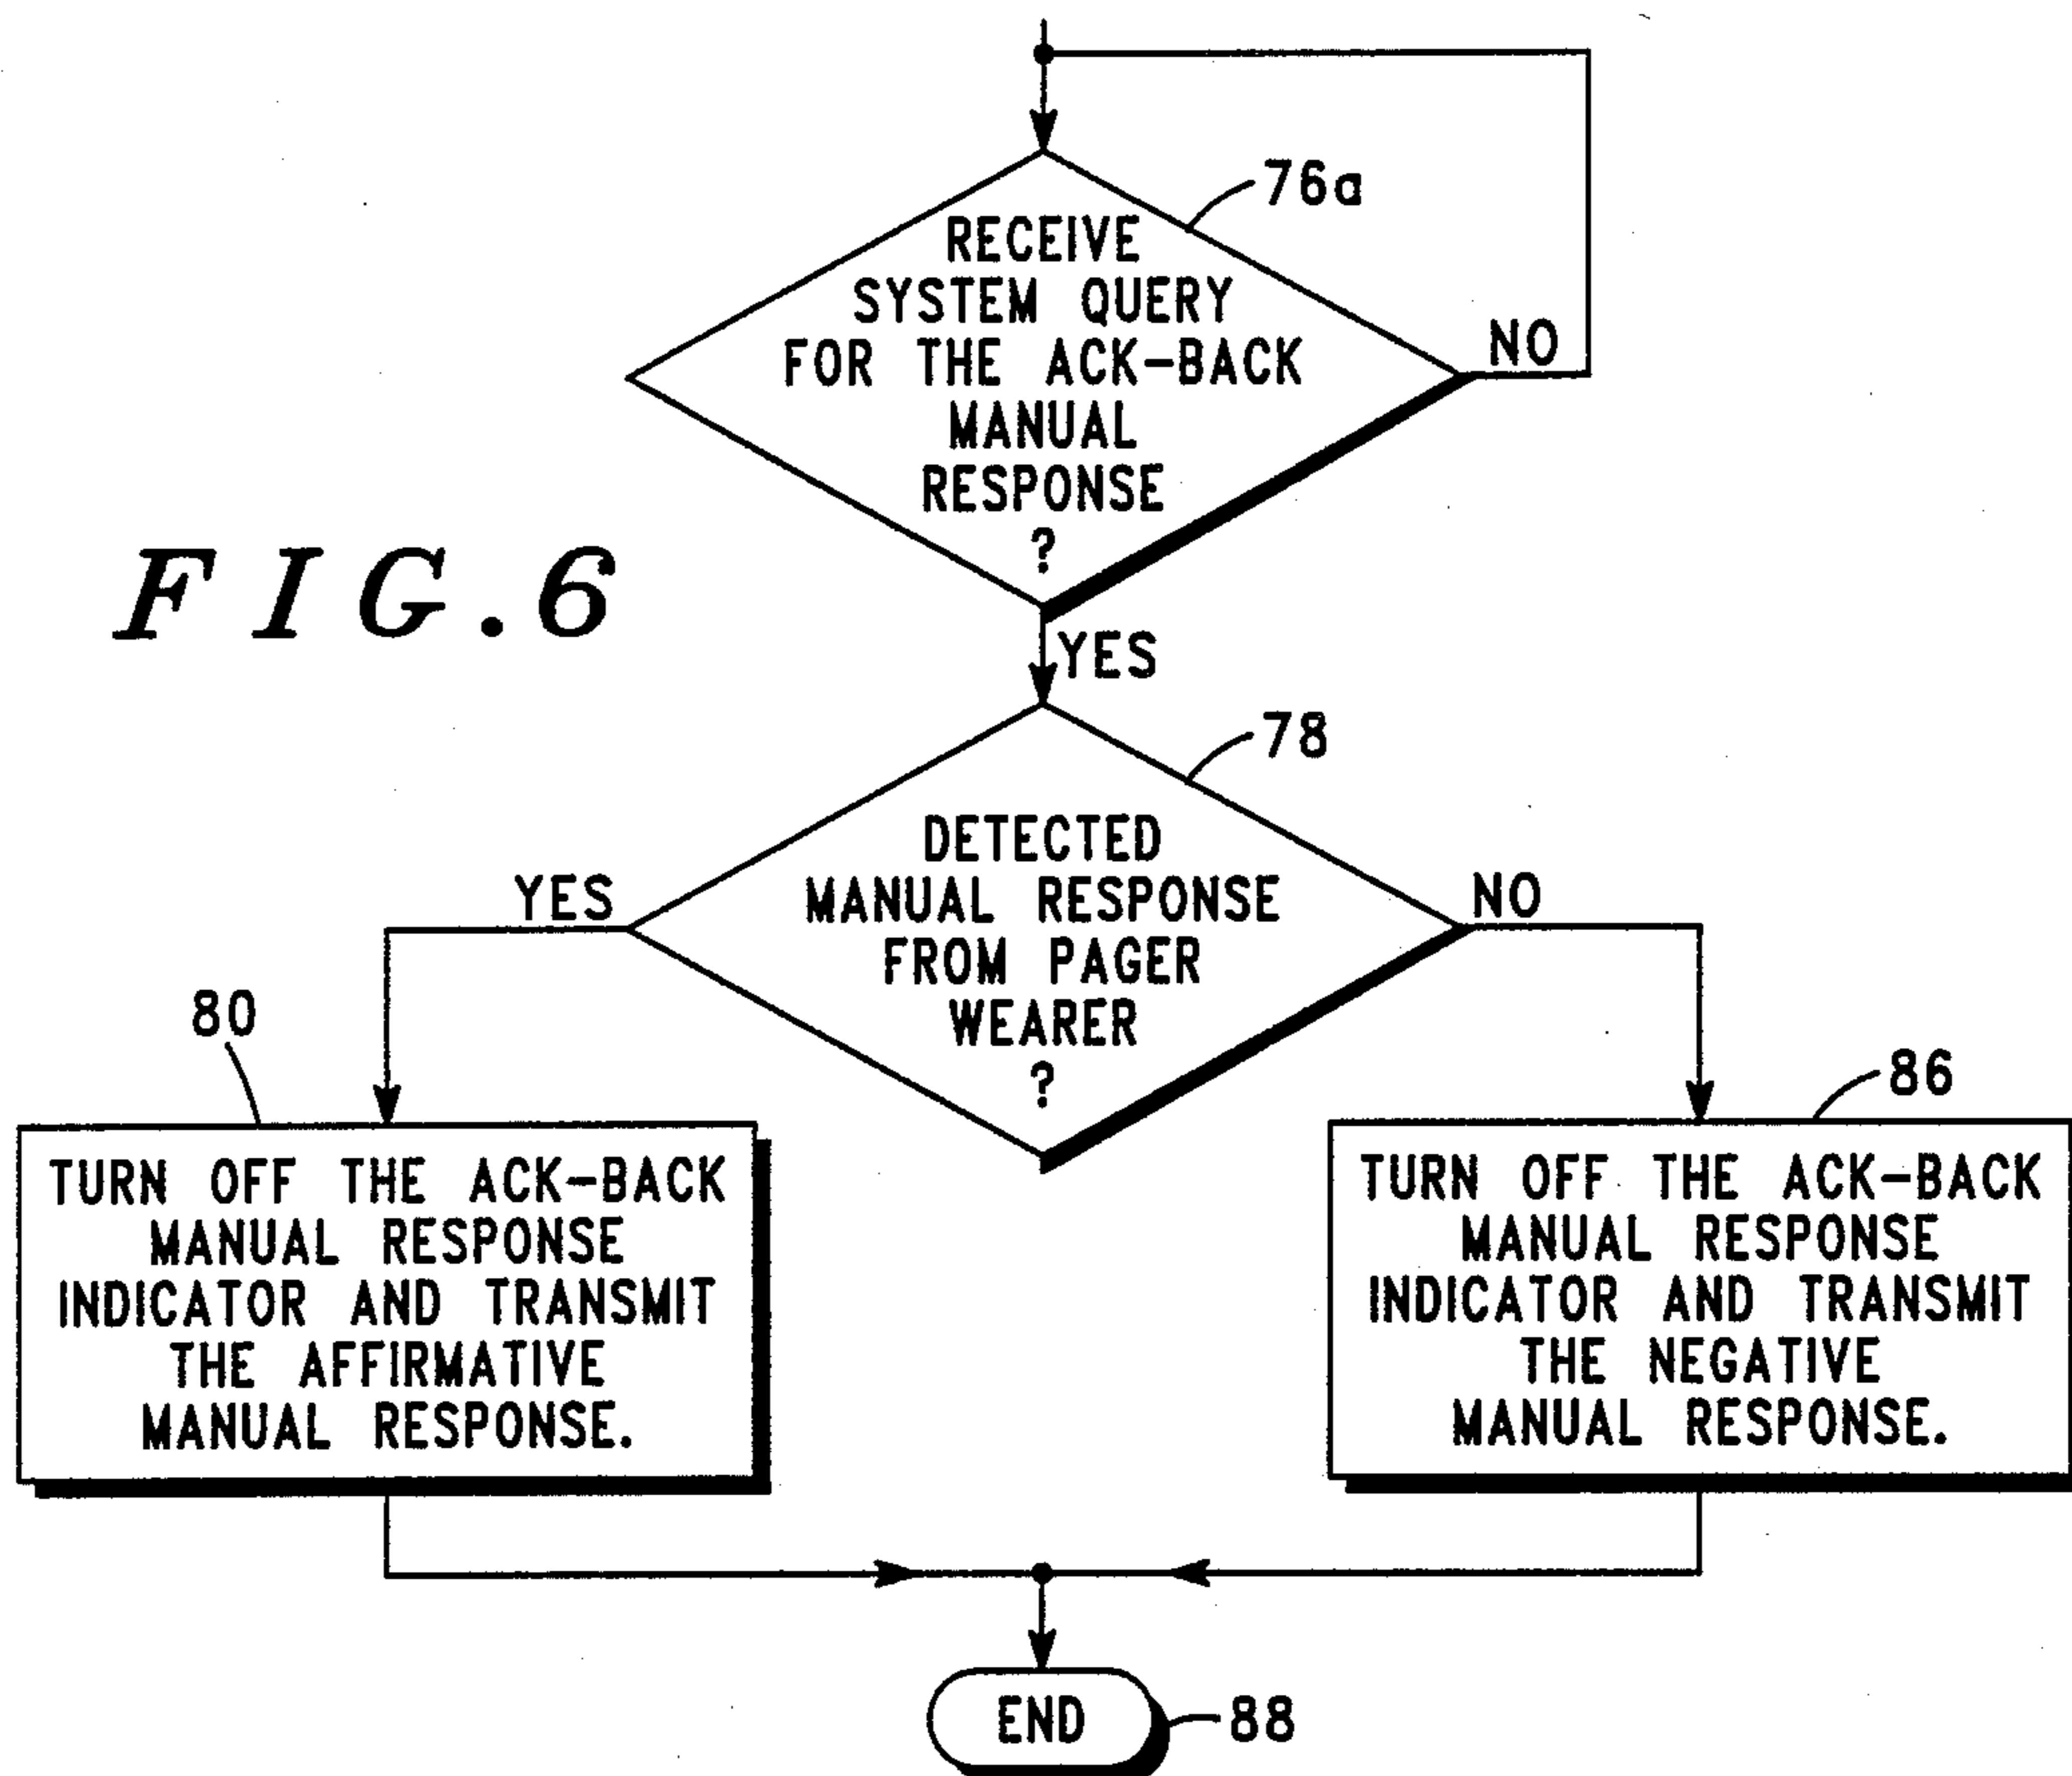 76a
RECEIVE
SYSTEM QUERY
FOR THE ACK-BACK
MANUAL
RESPONSE
?
NO
FIG.6
YES
78
DETECTED
MANUAL RESPONSE
FROM PAGER
WEARER
?
YES
NO
80
TURN OFF THE ACK-BACK
MANUAL RESPONSE
INDICATOR AND TRANSMIT
THE AFFIRMATIVE
MANUAL RESPONSE.
86
TURN OFF THE ACK-BACK
MANUAL RESPONSE
INDICATOR AND TRANSMIT
THE NEGATIVE
MANUAL RESPONSE.
END
88